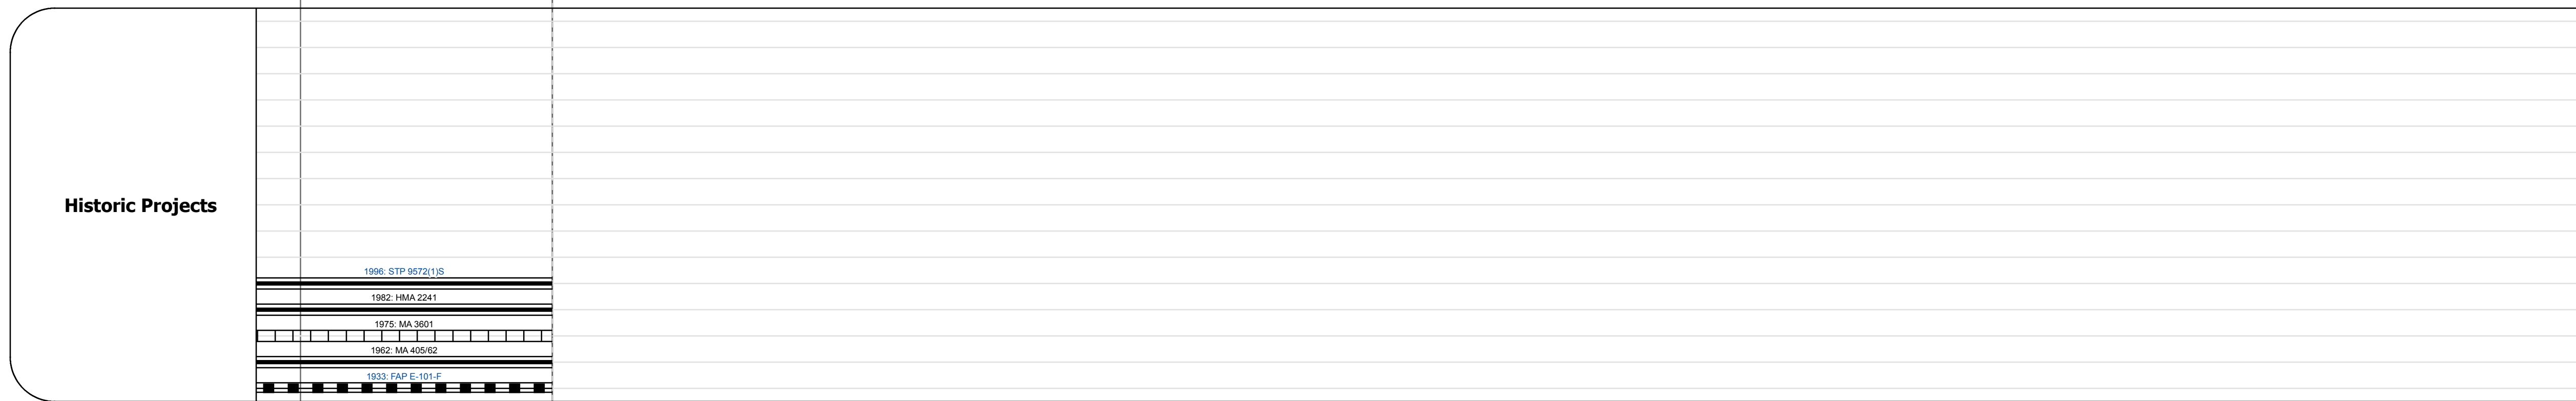 Historic Projects
1996: STP 9572(1)S
1982: HMA 2241
1975: MA 3601
1962: MA 405/62
1933: FAP E-101-F